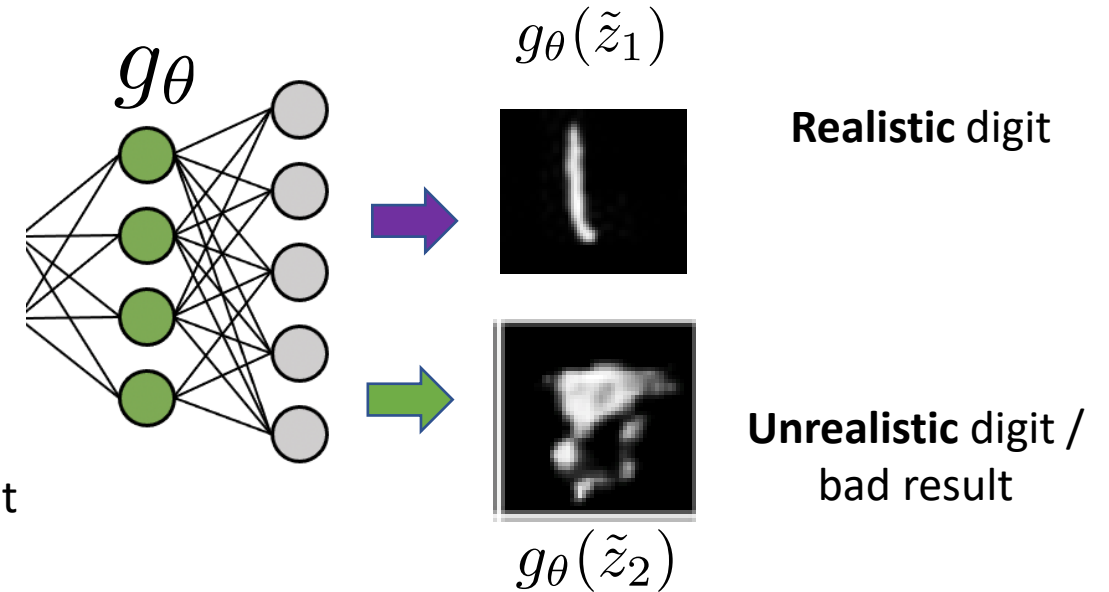 g_θ(z̃_1)
g_θ
Realistic digit
Unrealistic digit /
bad result
t
g_θ(z̃_2)